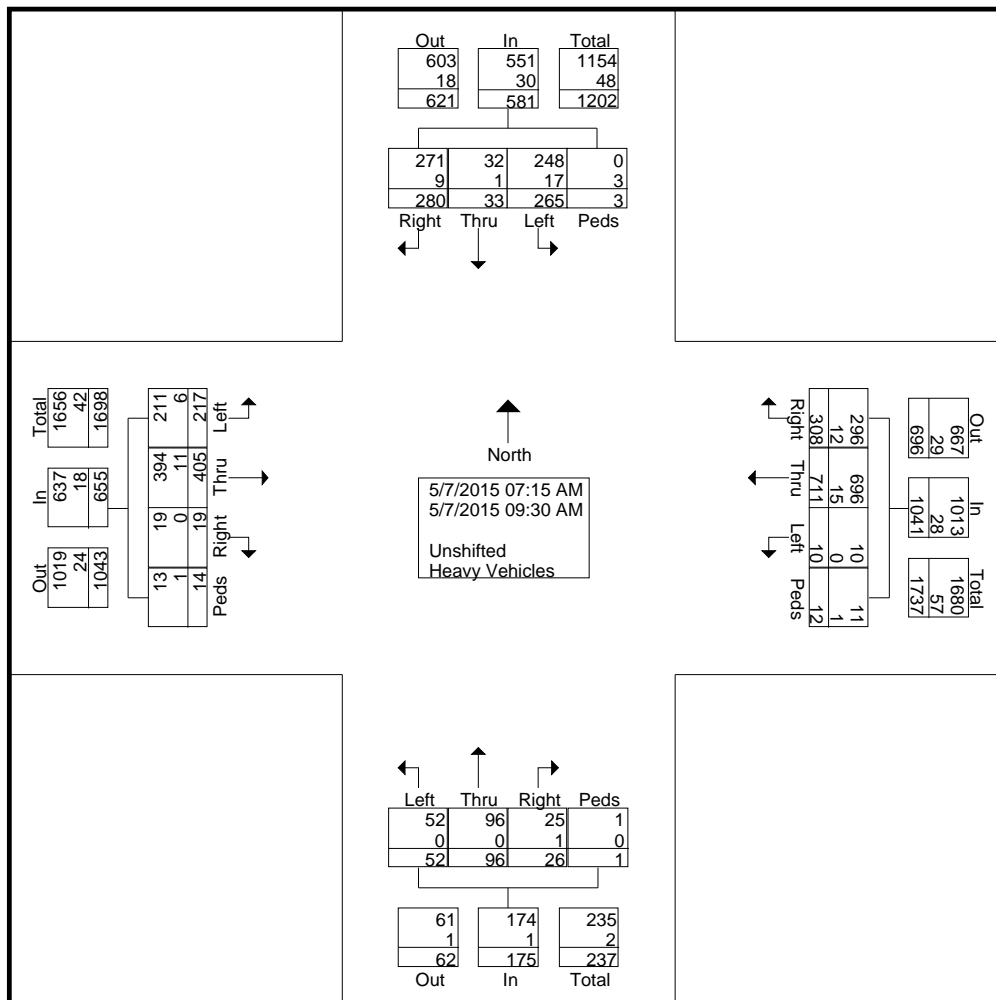 Out In Total
603 551 1154
18 30 48
621 581 1202
271 32 248 0
9 1 17 3
280 33 265 3
Right Thru Left Peds
Total
1656
42
1698
In
637
18
655
Out
1019
24
1043
211
6
217
Left
394
11
405
Thru
19
0
19
Right
13
1
14
Peds
North
5/7/2015 07:15 AM
5/7/2015 09:30 AM
Unshifted
Heavy Vehicles
Right
308
12
296
Thru
711
15
696
Left
10
0
10
Peds
12
1
11
Out
667
29
696
In
1013
28
1041
Total
1680
57
1737
Left Thru Right Peds
52 96 25 1
0 0 1 0
52 96 26 1
61 174 235
1 1 2
62 175 237
Out In Total